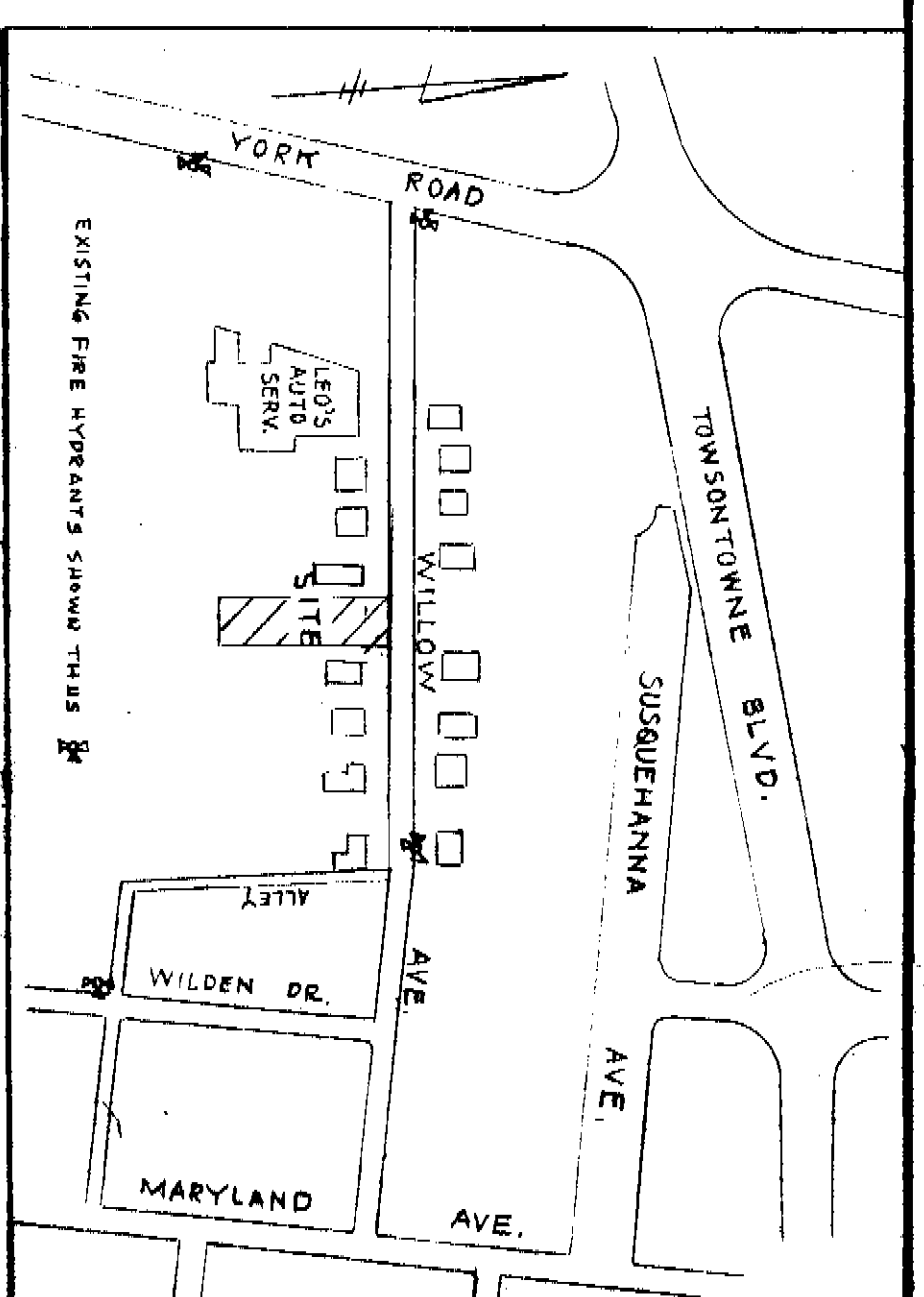 YORK ROAD
TOWSONTOWNE BLVD.
SUSQUEHANNA AVE.
WILLOW AVE.
LEO'S
AUTO
SERV.
SITE
ALLEY
WILDEN DR.
MARYLAND AVE.
EXISTING FIRE HYDRANTS SHOWN THUS